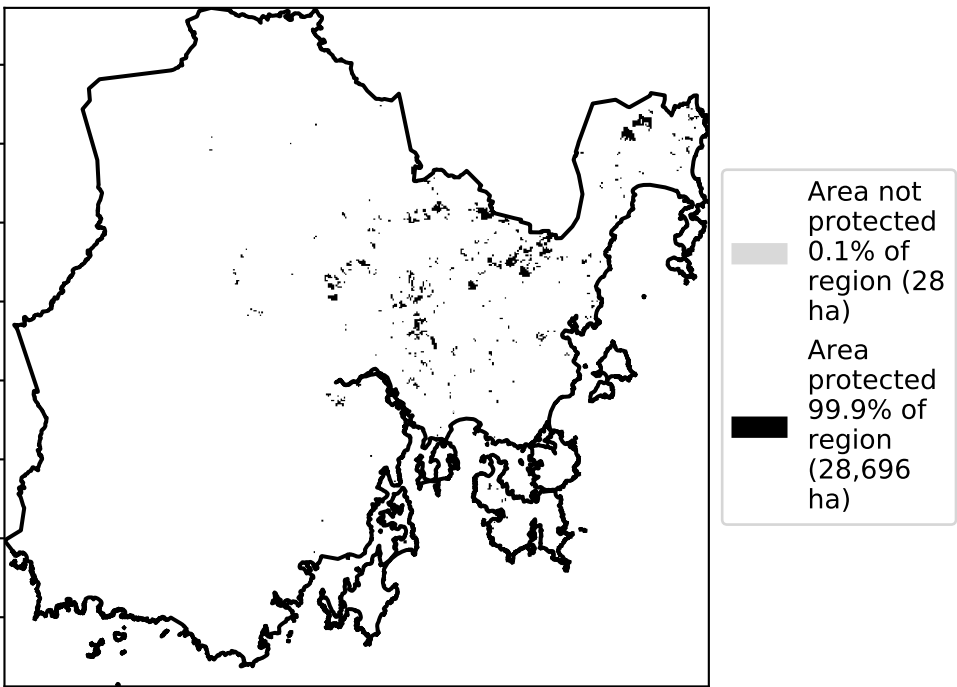 Area not
protected
0.1% of
region (28
ha)
Area
protected
99.9% of
region
(28,696
ha)